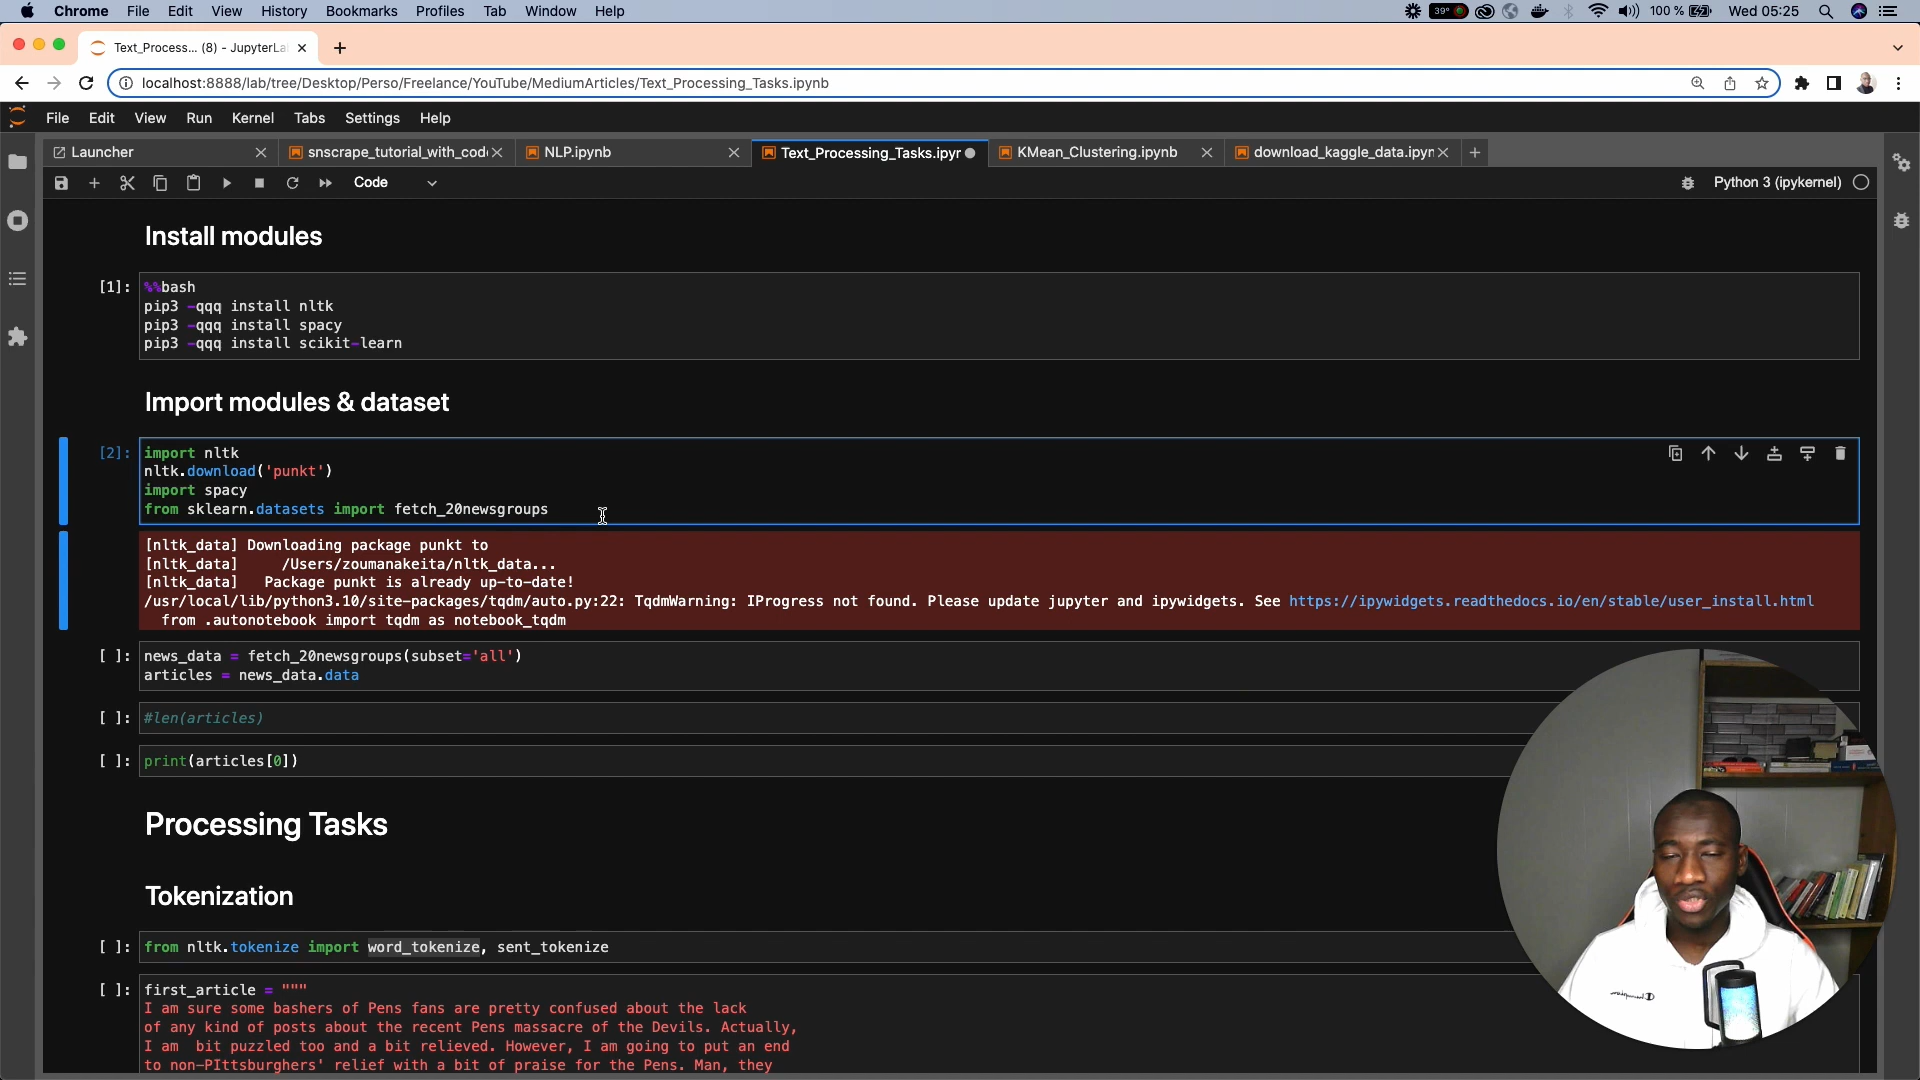 Chrome File Edit View History Bookmarks Profiles Tab Window Help 39° 100 % Wed 05:25
Text_Process... (8) - JupyterLa
localhost:8888/lab/tree/Desktop/Perso/Freelance/YouTube/MediumArticles/Text_Processing_Tasks.ipynb
File Edit View Run Kernel Tabs Settings Help
Launcher snscrape_tutorial_with_code NLP.ipynb Text_Processing_Tasks.ipyr KMean_Clustering.ipynb download_kaggle_data.ipyn
Code Python 3 (ipykernel)
Install modules
[1]: %%bash
pip3 -qqq install nltk
pip3 -qqq install spacy
pip3 -qqq install scikit-learn
Import modules & dataset
[2]: import nltk
nltk.download('punkt')
import spacy
from sklearn.datasets import fetch_20newsgroups
[nltk_data] Downloading package punkt to
[nltk_data]     /Users/zoumanakeita/nltk_data...
[nltk_data]   Package punkt is already up-to-date!
/usr/local/lib/python3.10/site-packages/tqdm/auto.py:22: TqdmWarning: IProgress not found. Please update jupyter and ipywidgets. See https://ipywidgets.readthedocs.io/en/stable/user_install.html
  from .autonotebook import tqdm as notebook_tqdm
[ ]: news_data = fetch_20newsgroups(subset='all')
articles = news_data.data
[ ]: #len(articles)
[ ]: print(articles[0])
Processing Tasks
Tokenization
[ ]: from nltk.tokenize import word_tokenize, sent_tokenize
[ ]: first_article = """
I am sure some bashers of Pens fans are pretty confused about the lack
of any kind of posts about the recent Pens massacre of the Devils. Actually,
I am  bit puzzled too and a bit relieved. However, I am going to put an end
to non-PIttsburghers' relief with a bit of praise for the Pens. Man, they